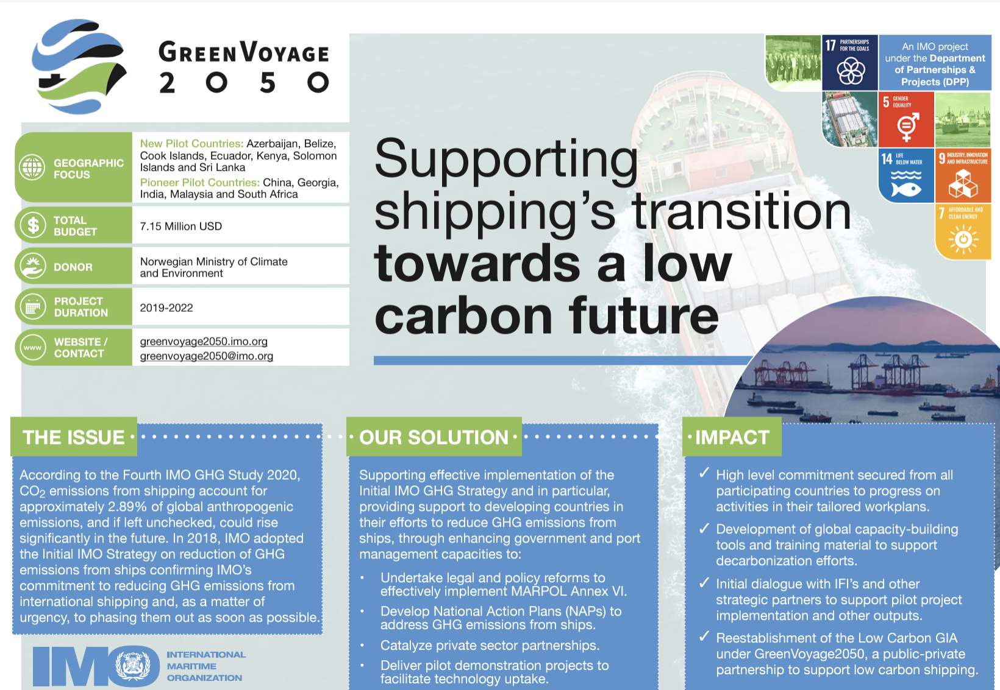 GREENVOYAGE
2050
17 PARTNERSHIPS
FOR THE GOALS
An IMO project
under the Department
of Partnerships &
Projects (DPP)
5 GENDER
EQUALITY
14 LIFE
BELOW WATER
9 INDUSTRY, INNOVATION
AND INFRASTRUCTURE
7 AFFORDABLE AND
CLEAN ENERGY
GEOGRAPHIC
FOCUS
New Pilot Countries: Azerbaijan, Belize,
Cook Islands, Ecuador, Kenya, Solomon
Islands and Sri Lanka
Pioneer Pilot Countries: China, Georgia,
India, Malaysia and South Africa
$ TOTAL
BUDGET
7.15 Million USD
DONOR
Norwegian Ministry of Climate
and Environment
PROJECT
DURATION
2019-2022
www WEBSITE /
CONTACT
greenvoyage2050.imo.org
greenvoyage2050@imo.org
Supporting
shipping's transition
towards a low
carbon future
THE ISSUE
According to the Fourth IMO GHG Study 2020,
CO2 emissions from shipping account for
approximately 2.89% of global anthropogenic
emissions, and if left unchecked, could rise
significantly in the future. In 2018, IMO adopted
the Initial IMO Strategy on reduction of GHG
emissions from ships confirming IMO's
commitment to reducing GHG emissions from
international shipping and, as a matter of
urgency, to phasing them out as soon as possible.
IMO
INTERNATIONAL
MARITIME
ORGANIZATION
OUR SOLUTION
Supporting effective implementation of the
Initial IMO GHG Strategy and in particular,
providing support to developing countries in
their efforts to reduce GHG emissions from
ships, through enhancing government and port
management capacities to:
• Undertake legal and policy reforms to
effectively implement MARPOL Annex VI.
• Develop National Action Plans (NAPs) to
address GHG emissions from ships.
• Catalyze private sector partnerships.
• Deliver pilot demonstration projects to
facilitate technology uptake.
IMPACT
✓ High level commitment secured from all
participating countries to progress on
activities in their tailored workplans.
✓ Development of global capacity-building
tools and training material to support
decarbonization efforts.
✓ Initial dialogue with IFI's and other
strategic partners to support pilot project
implementation and other outputs.
✓ Reestablishment of the Low Carbon GIA
under GreenVoyage2050, a public-private
partnership to support low carbon shipping.